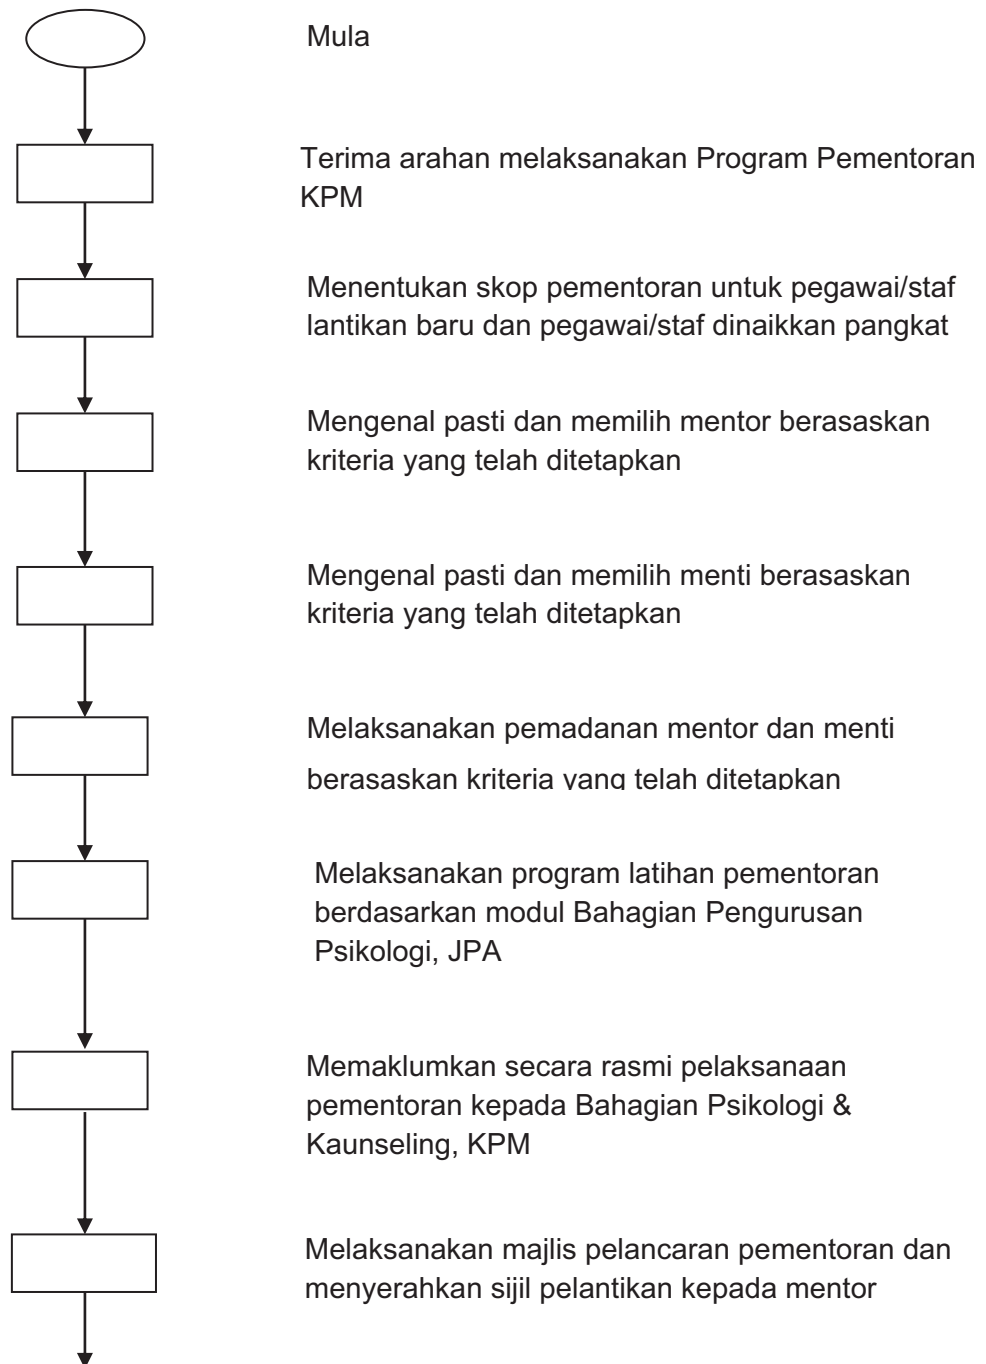 Mula
Terima arahan melaksanakan Program Pementoran
KPM
Menentukan skop pementoran untuk pegawai/staf
lantikan baru dan pegawai/staf dinaikkan pangkat
Mengenal pasti dan memilih mentor berasaskan
kriteria yang telah ditetapkan
Mengenal pasti dan memilih menti berasaskan
kriteria yang telah ditetapkan
Melaksanakan pemadanan mentor dan menti
berasaskan kriteria yang telah ditetapkan
Melaksanakan program latihan pementoran
berdasarkan modul Bahagian Pengurusan
Psikologi, JPA
Memaklumkan secara rasmi pelaksanaan
pementoran kepada Bahagian Psikologi &
Kaunseling, KPM
Melaksanakan majlis pelancaran pementoran dan
menyerahkan sijil pelantikan kepada mentor